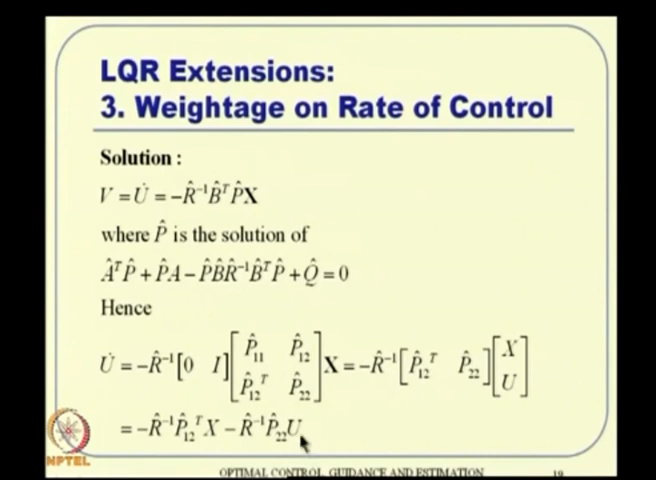 LQR Extensions:
3. Weightage on Rate of Control
Solution :
V = U̇ = −R̂⁻¹B̂ᵀP̂X
where P̂ is the solution of
ÂᵀP̂ + P̂A − P̂B̂R̂⁻¹B̂ᵀP̂ + Q̂ = 0
Hence
U̇ = −R̂⁻¹[0 I][P̂₁₁ P̂₁₂; P̂₁₂ᵀ P̂₂₂]X = −R̂⁻¹[P̂₁₂ᵀ P̂₂₂][X; U]
= −R̂⁻¹P̂₁₂ᵀX − R̂⁻¹P̂₂₂U
NPTEL
OPTIMAL CONTROL, GUIDANCE AND ESTIMATION
19